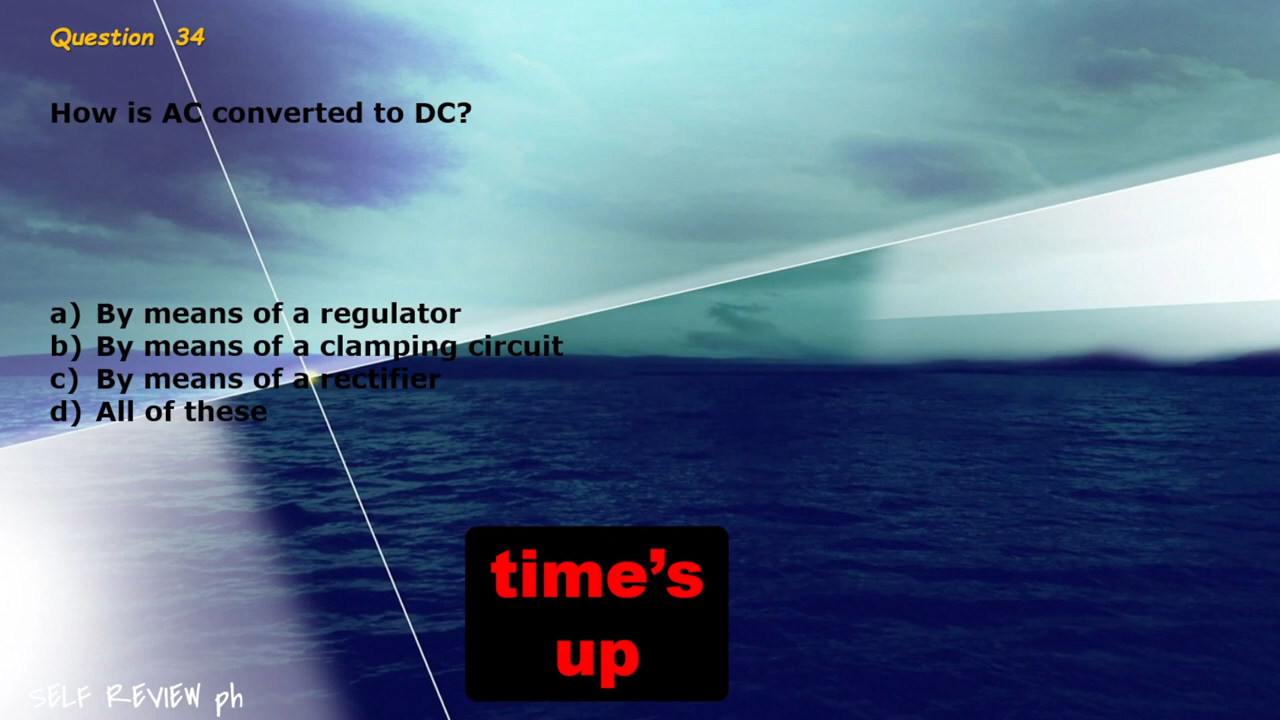 Question 34
How is AC converted to DC?
a) By means of a regulator
b) By means of a clamping circuit
c) By means of a rectifier
d) All of these
time’s
up
SELF REVIEW ph